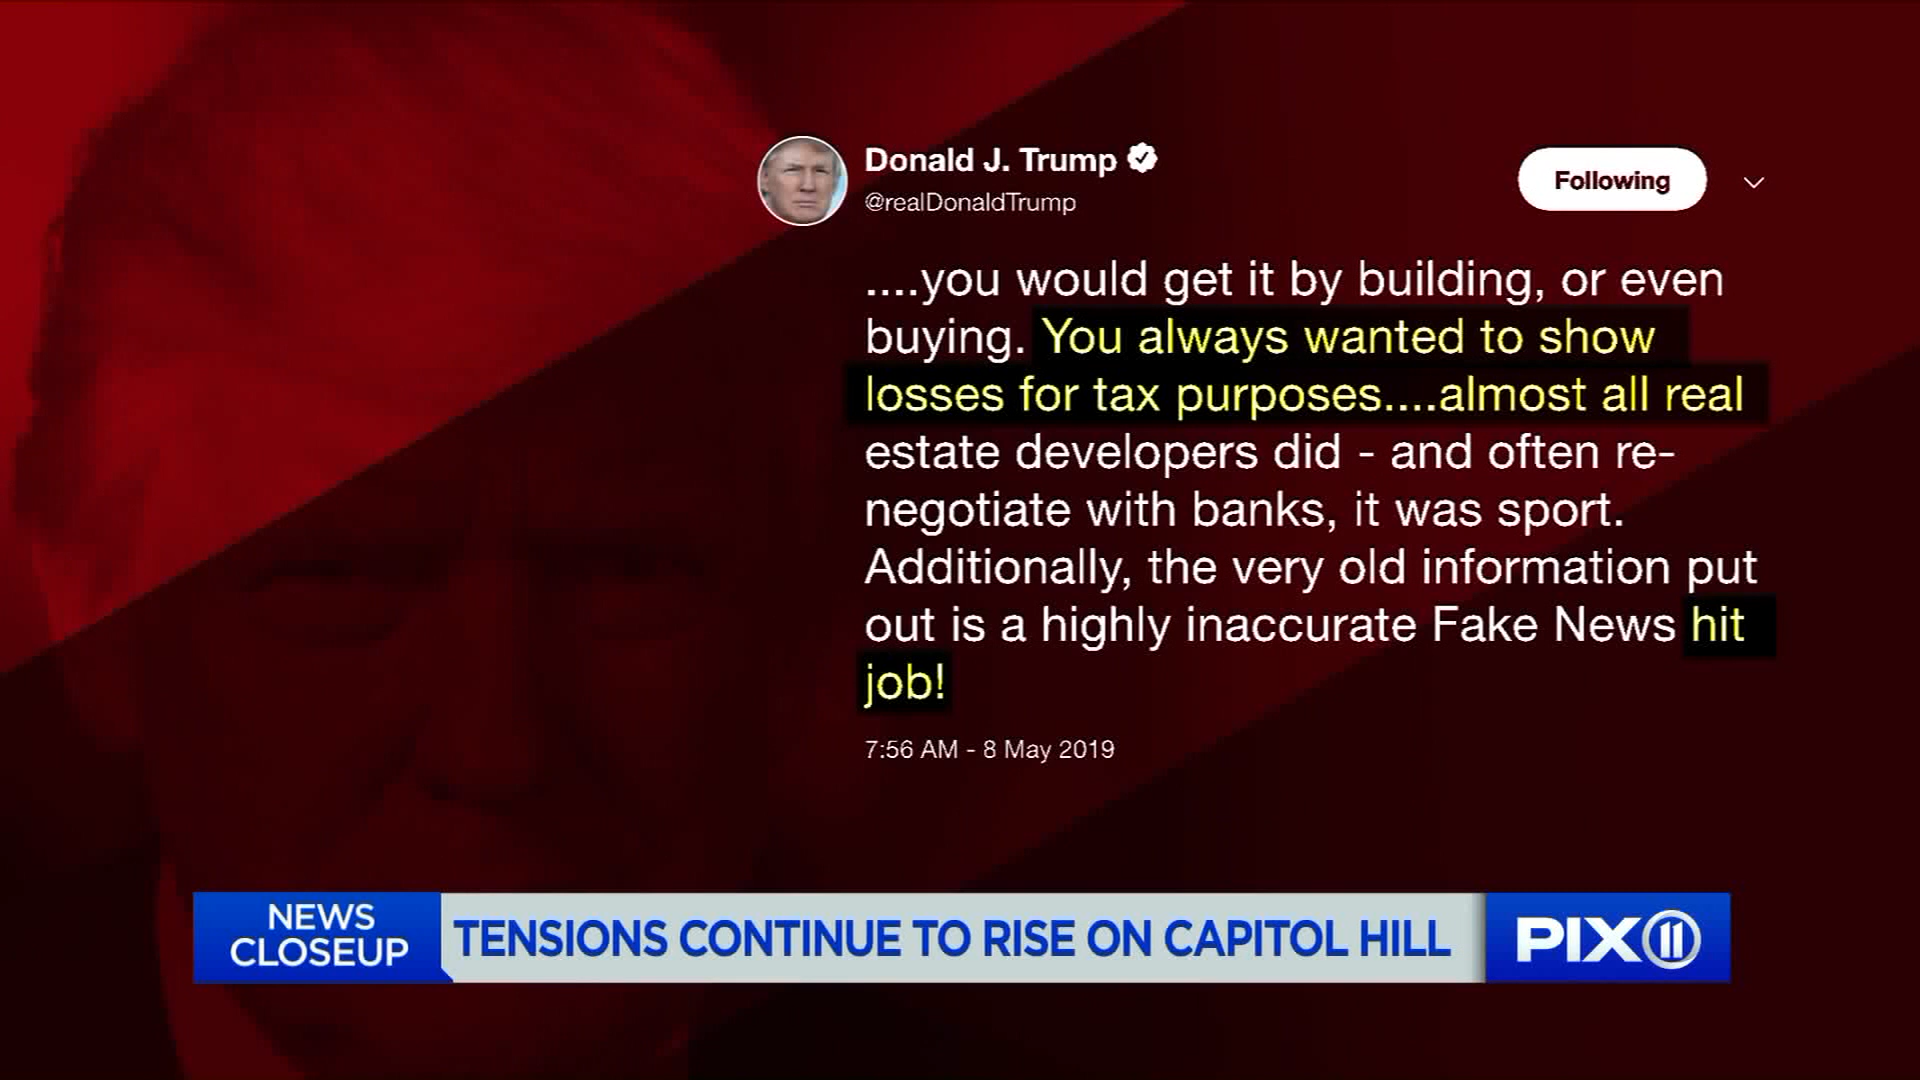 Donald J. Trump
@realDonaldTrump
Following
....you would get it by building, or even
buying. You always wanted to show
losses for tax purposes....almost all real
estate developers did - and often re-
negotiate with banks, it was sport.
Additionally, the very old information put
out is a highly inaccurate Fake News hit
job!
7:56 AM - 8 May 2019
NEWS
CLOSEUP
TENSIONS CONTINUE TO RISE ON CAPITOL HILL
PIX11